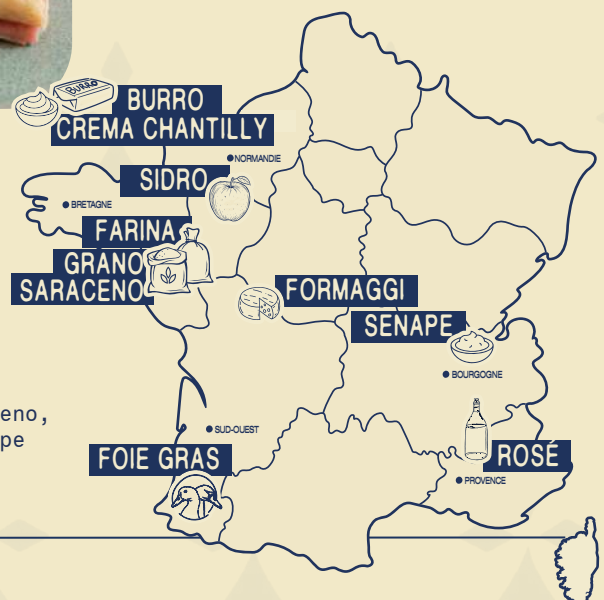 BURRO
BURRO
CREMA CHANTILLY
NORMANDIE
SIDRO
BRETAGNE
FARINA
GRANO
SARACENO
FORMAGGI
SENAPE
BOURGOGNE
eno,
pe
SUD-OUEST
FOIE GRAS
ROSÉ
PROVENCE